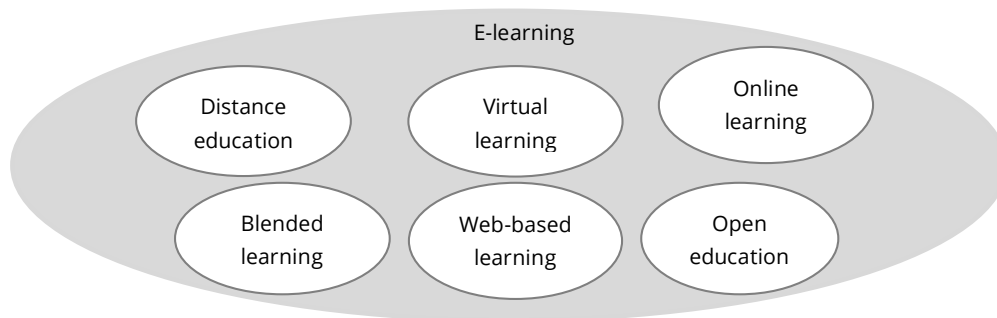 E-learning
Distance
education
Virtual
learning
Online
learning
Blended
learning
Web-based
learning
Open
education